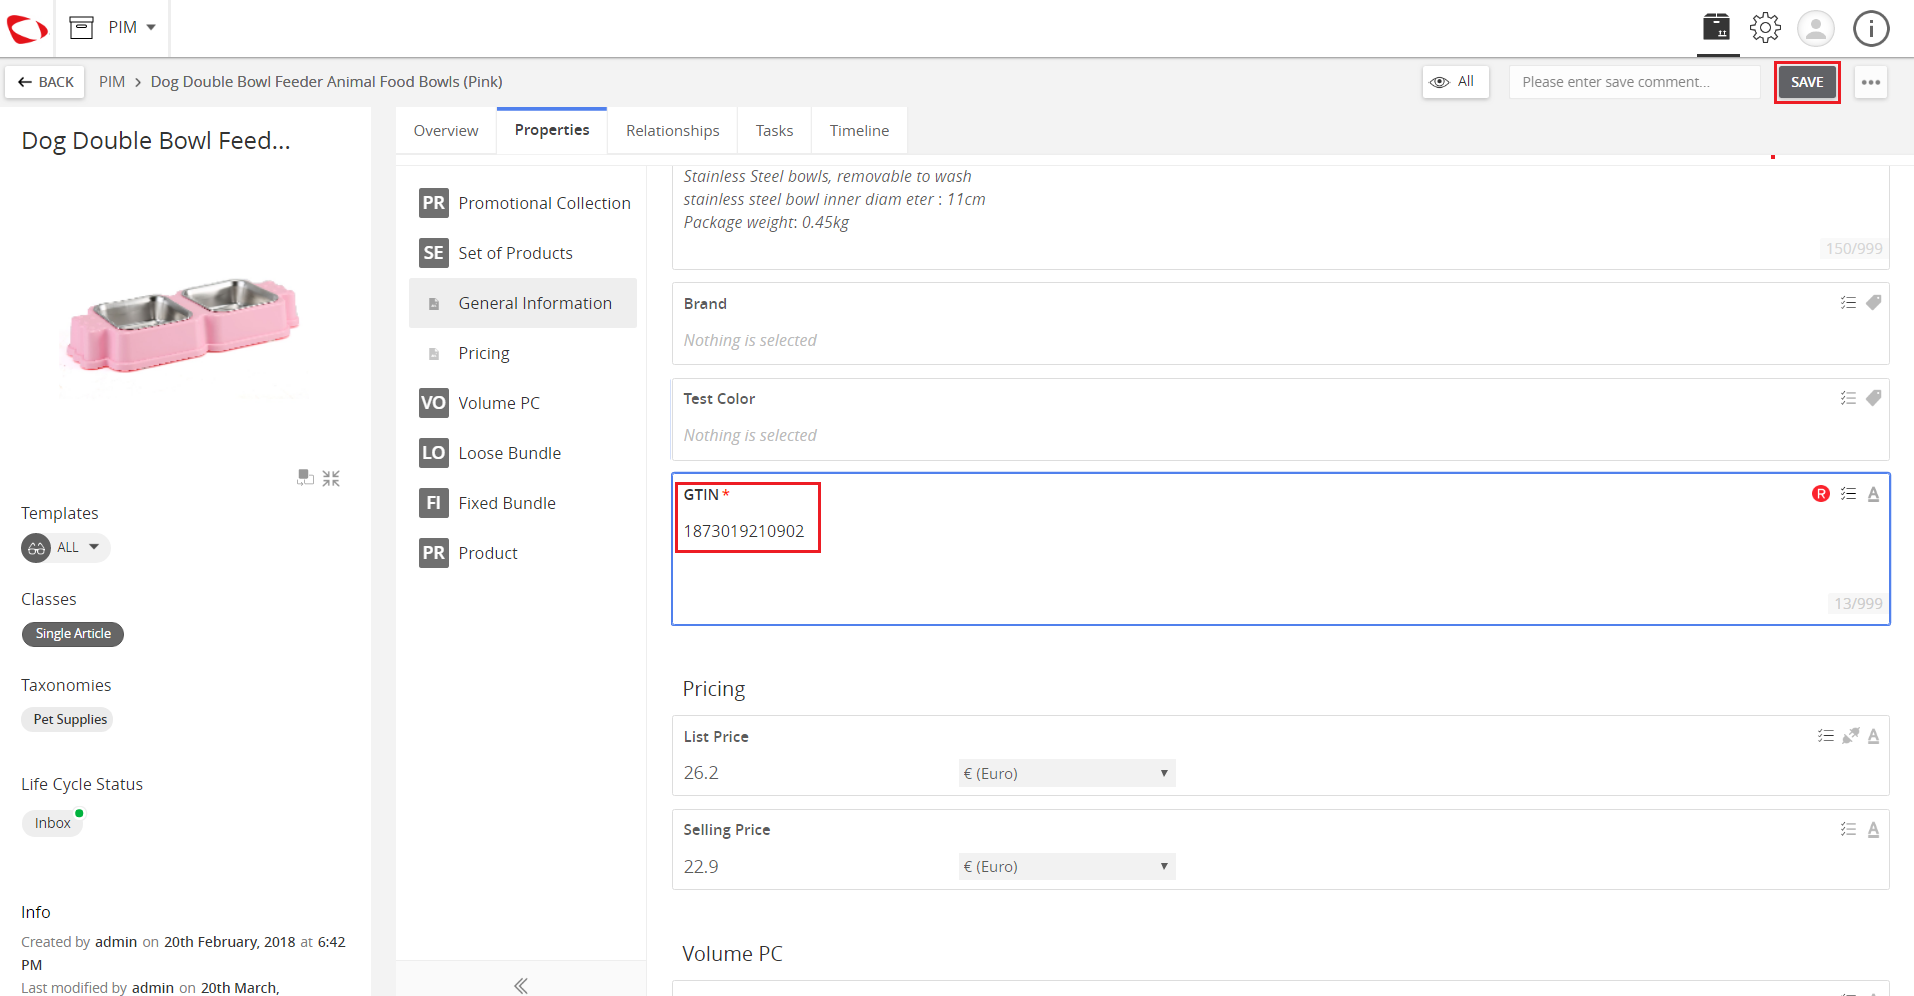 PIM
BACK
PIM > Dog Double Bowl Feeder Animal Food Bowls (Pink)
All
Please enter save comment...
SAVE
Dog Double Bowl Feed...
Overview
Properties
Relationships
Tasks
Timeline
Templates
ALL
Classes
Single Article
Taxonomies
Pet Supplies
Life Cycle Status
Inbox
Info
Created by admin on 20th February, 2018 at 6:42
PM
Last modified by admin on 20th March,
PR Promotional Collection
SE Set of Products
General Information
Pricing
VO Volume PC
LO Loose Bundle
FI Fixed Bundle
PR Product
Stainless Steel bowls, removable to wash
stainless steel bowl inner diam eter : 11cm
Package weight: 0.45kg
150/999
Brand
Nothing is selected
Test Color
Nothing is selected
GTIN *
R
A
1873019210902
13/999
Pricing
List Price
A
26.2
€ (Euro)
Selling Price
A
22.9
€ (Euro)
Volume PC